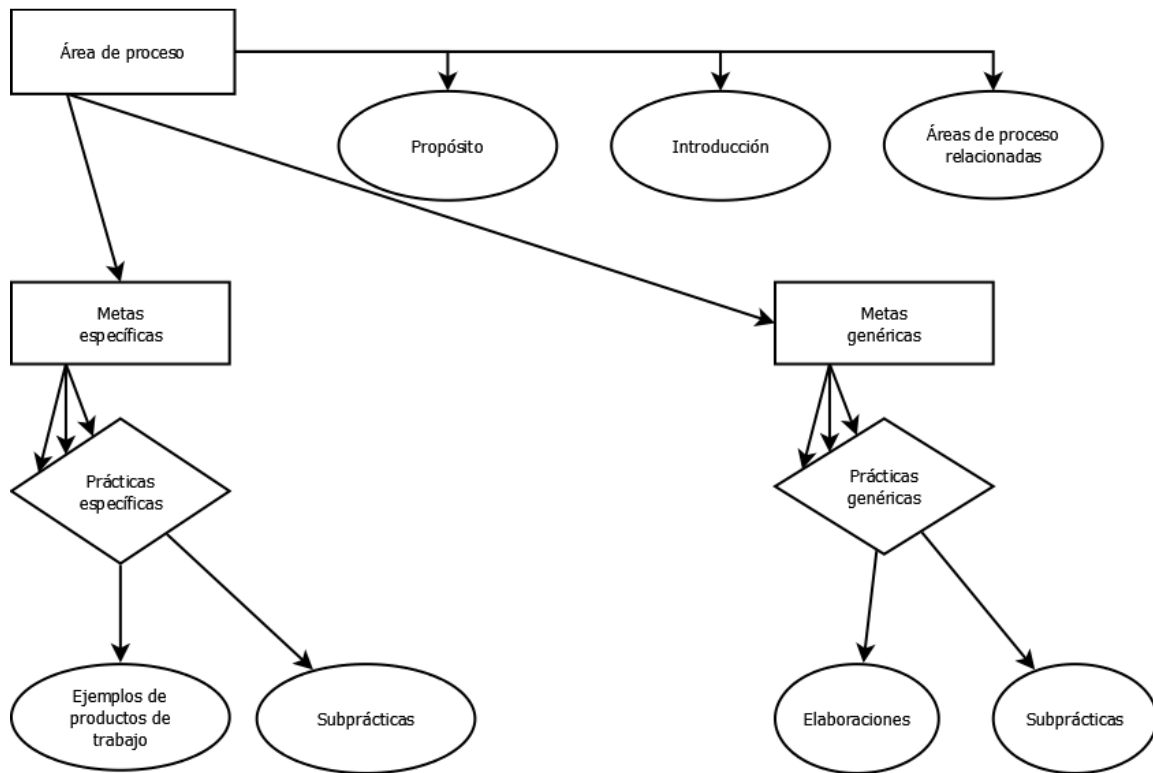 Área de proceso
Propósito
Introducción
Áreas de proceso
relacionadas
Metas
específicas
Metas
genéricas
Prácticas
específicas
Prácticas
genéricas
Ejemplos de
productos de
trabajo
Subprácticas
Elaboraciones
Subprácticas